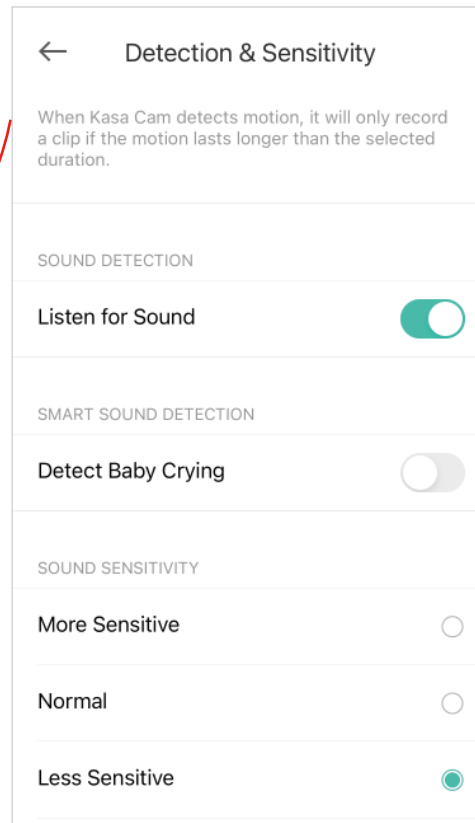 Detection & Sensitivity
When Kasa Cam detects motion, it will only record
a clip if the motion lasts longer than the selected
duration.
SOUND DETECTION
Listen for Sound
SMART SOUND DETECTION
Detect Baby Crying
SOUND SENSITIVITY
More Sensitive
Normal
Less Sensitive